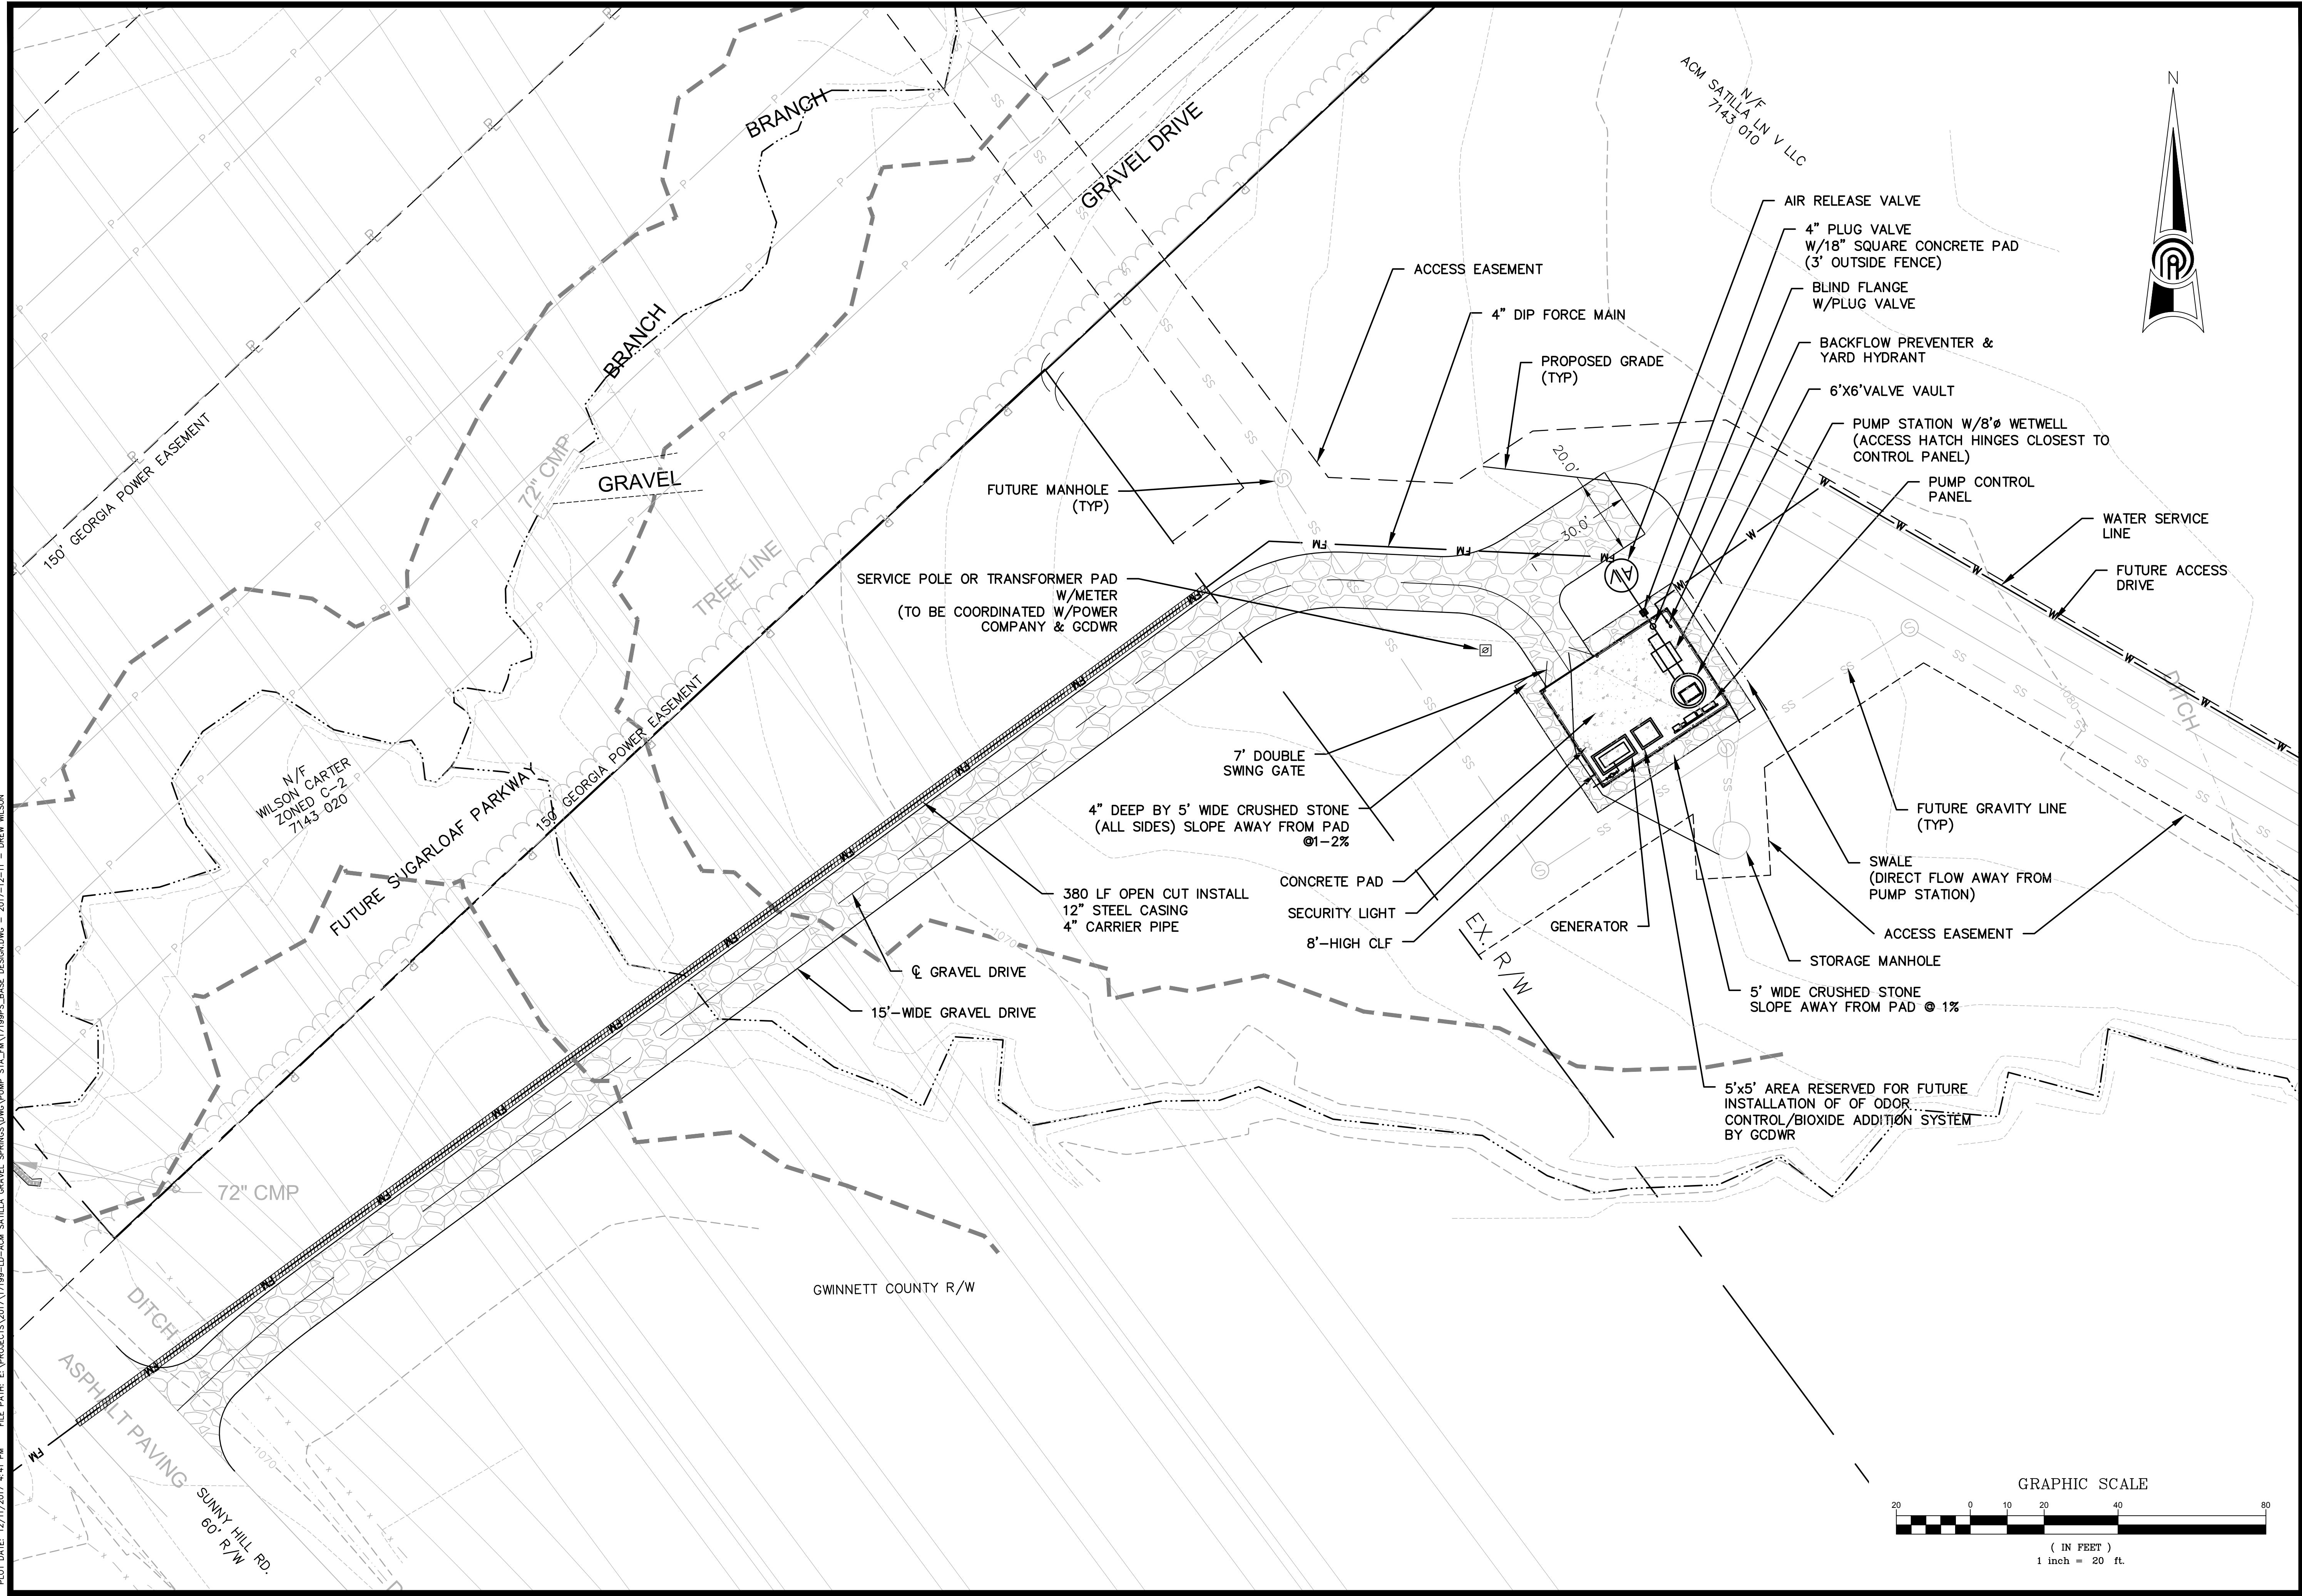 BRANCH
GRAVEL DRIVE
N/F
ACM SATILLA LN V LLC
7143 010
N
AIR RELEASE VALVE
4" PLUG VALVE
W/18" SQUARE CONCRETE PAD
(3' OUTSIDE FENCE)
BLIND FLANGE
W/PLUG VALVE
BACKFLOW PREVENTER &
YARD HYDRANT
6'X6'VALVE VAULT
PUMP STATION W/8'ø WETWELL
(ACCESS HATCH HINGES CLOSEST TO
CONTROL PANEL)
PUMP CONTROL
PANEL
WATER SERVICE
LINE
FUTURE ACCESS
DRIVE
ACCESS EASEMENT
4" DIP FORCE MAIN
PROPOSED GRADE
(TYP)
20.0'
30.0'
A/V
BRANCH
72" CMP
GRAVEL
150' GEORGIA POWER EASEMENT
FUTURE MANHOLE
(TYP)
TREE LINE
SERVICE POLE OR TRANSFORMER PAD
W/METER
(TO BE COORDINATED W/POWER
COMPANY & GCDWR
7' DOUBLE
SWING GATE
4" DEEP BY 5' WIDE CRUSHED STONE
(ALL SIDES) SLOPE AWAY FROM PAD
@1-2%
CONCRETE PAD
SECURITY LIGHT
8'-HIGH CLF
GENERATOR
1080
DITCH
FUTURE GRAVITY LINE
(TYP)
SWALE
(DIRECT FLOW AWAY FROM
PUMP STATION)
ACCESS EASEMENT
STORAGE MANHOLE
5' WIDE CRUSHED STONE
SLOPE AWAY FROM PAD @ 1%
5'x5' AREA RESERVED FOR FUTURE
INSTALLATION OF OF ODOR
CONTROL/BIOXIDE ADDITION SYSTEM
BY GCDWR
EX. R/W
1070
N/F
WILSON CARTER
ZONED C-2
7143 020
FUTURE SUGARLOAF PARKWAY
150' GEORGIA POWER EASEMENT
380 LF OPEN CUT INSTALL
12" STEEL CASING
4" CARRIER PIPE
℄ GRAVEL DRIVE
15'-WIDE GRAVEL DRIVE
72" CMP
GWINNETT COUNTY R/W
DITCH
ASPHALT PAVING
1070
SUNNY HILL RD.
60' R/W
GRAPHIC SCALE
20 0 10 20 40 80
( IN FEET )
1 inch = 20 ft.